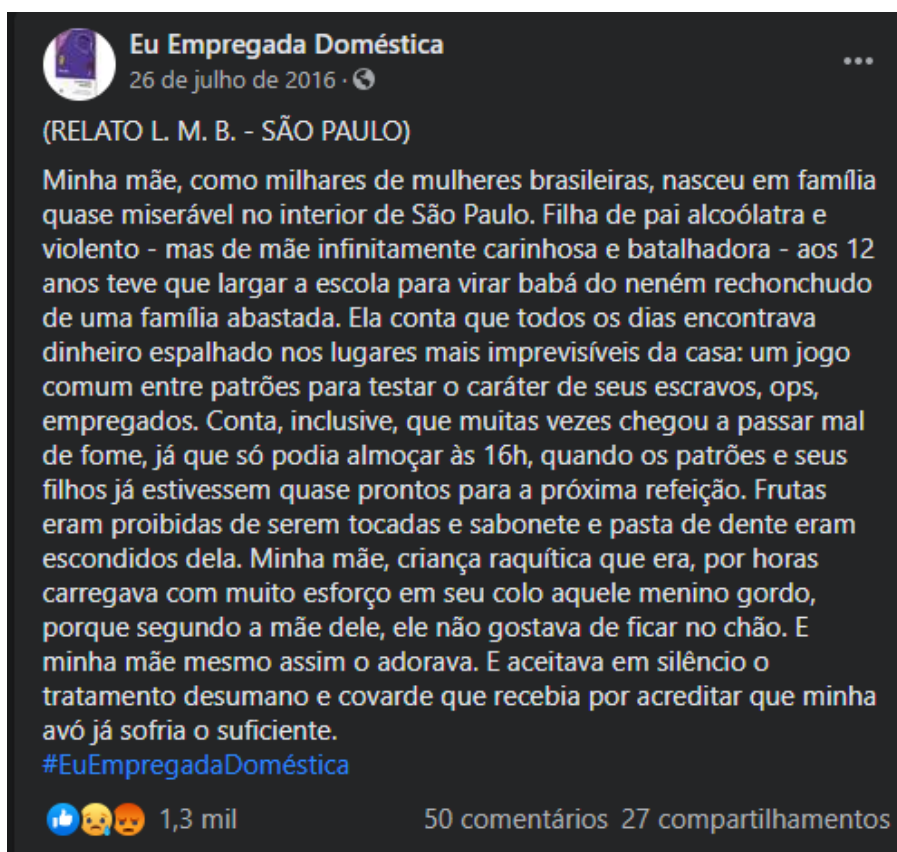 Eu Empregada Doméstica
26 de julho de 2016 ·
(RELATO L. M. B. - SÃO PAULO)
Minha mãe, como milhares de mulheres brasileiras, nasceu em família
quase miserável no interior de São Paulo. Filha de pai alcoólatra e
violento - mas de mãe infinitamente carinhosa e batalhadora - aos 12
anos teve que largar a escola para virar babá do neném rechonchudo
de uma família abastada. Ela conta que todos os dias encontrava
dinheiro espalhado nos lugares mais imprevisíveis da casa: um jogo
comum entre patrões para testar o caráter de seus escravos, ops,
empregados. Conta, inclusive, que muitas vezes chegou a passar mal
de fome, já que só podia almoçar às 16h, quando os patrões e seus
filhos já estivessem quase prontos para a próxima refeição. Frutas
eram proibidas de serem tocadas e sabonete e pasta de dente eram
escondidos dela. Minha mãe, criança raquítica que era, por horas
carregava com muito esforço em seu colo aquele menino gordo,
porque segundo a mãe dele, ele não gostava de ficar no chão. E
minha mãe mesmo assim o adorava. E aceitava em silêncio o
tratamento desumano e covarde que recebia por acreditar que minha
avó já sofria o suficiente.
#EuEmpregadaDoméstica
1,3 mil 50 comentários 27 compartilhamentos